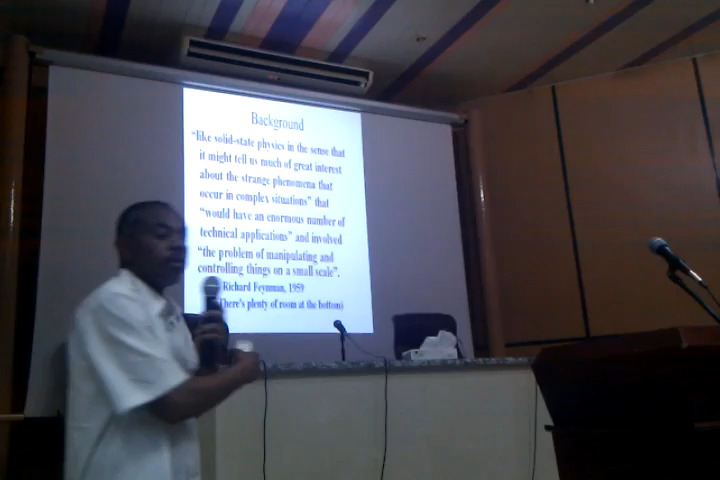 Background
“like solid-state physics in the sense that
it might tell us much of great interest
about the strange phenomena that
occur in complex situations” that
“would have an enormous number of
technical applications” and involved
“the problem of manipulating and
controlling things on a small scale”.
Richard Feynman, 1959
There's plenty of room at the bottom)